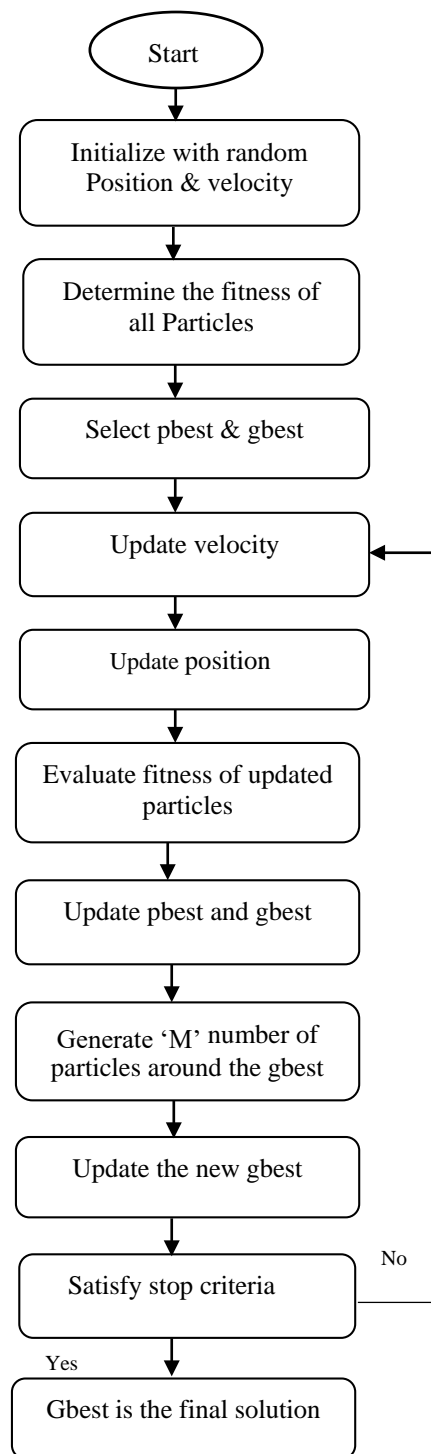 Start
Initialize with random
Position & velocity
Determine the fitness of
all Particles
Select pbest & gbest
Update velocity
Update position
Evaluate fitness of updated
particles
Update pbest and gbest
Generate ‘M’ number of
particles around the gbest
Update the new gbest
Satisfy stop criteria
No
Yes
Gbest is the final solution